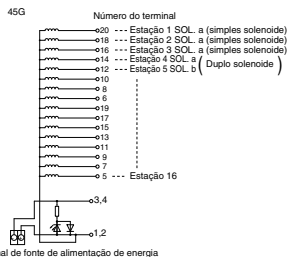 45G
Número do terminal
20 --- Estação 1 SOL. a (simples solenoide)
18 --- Estação 2 SOL. a (simples solenoide)
16 --- Estação 3 SOL. a (simples solenoide)
14 --- Estação 4 SOL. a
12 --- Estação 5 SOL. b
( Duplo solenoide )
10
8
6
19
17
15
13
11
9
7
5 --- Estação 16
3,4
1,2
al de fonte de alimentação de energia